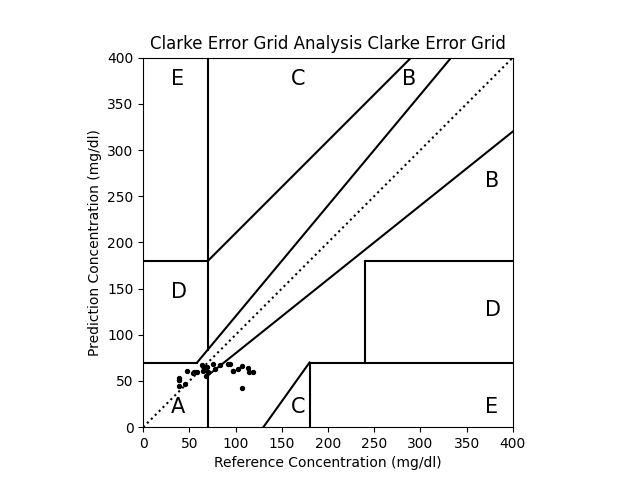 Clarke Error Grid Analysis Clarke Error Grid
400
350
300
250
200
150
100
50
0
Prediction Concentration (mg/dl)
E
C
B
B
D
D
A
C
E
0 50 100 150 200 250 300 350 400
Reference Concentration (mg/dl)